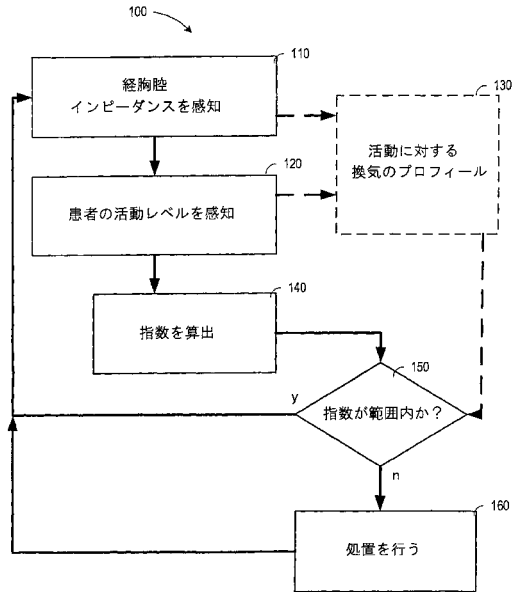 100
110
経胸腔
インピーダンスを感知
130
活動に対する
換気のプロフィール
120
患者の活動レベルを感知
140
指数を算出
150
指数が範囲内か？
y
n
160
処置を行う